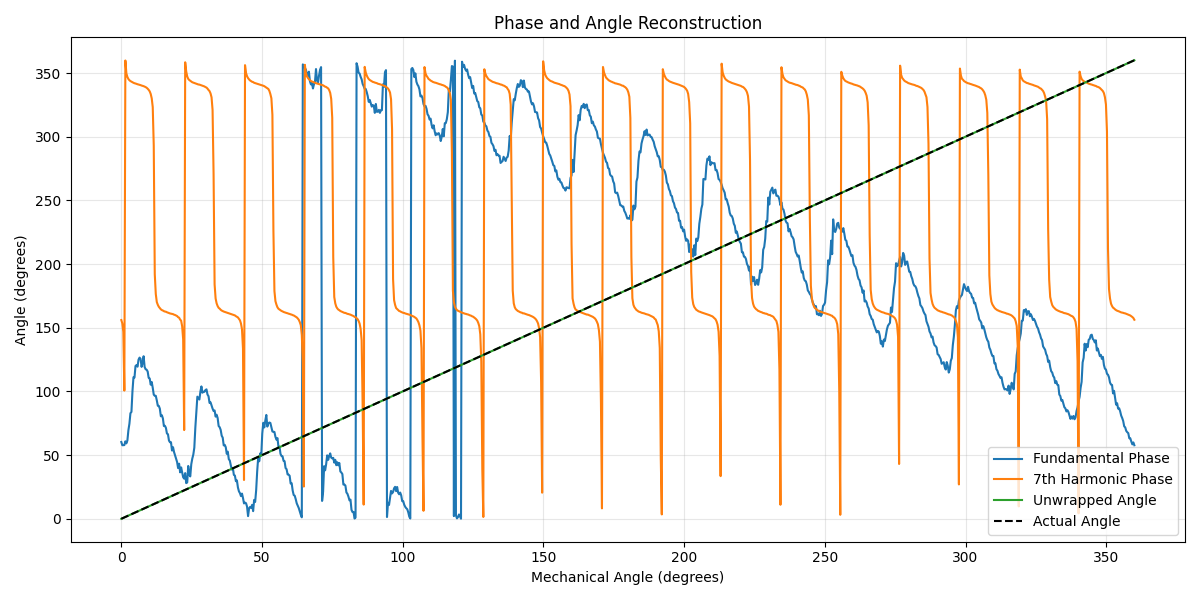 Phase and Angle Reconstruction
Angle (degrees)
350
300
250
200
150
100
50
0
0 50 100 150 200 250 300 350
Mechanical Angle (degrees)
Fundamental Phase
7th Harmonic Phase
Unwrapped Angle
Actual Angle